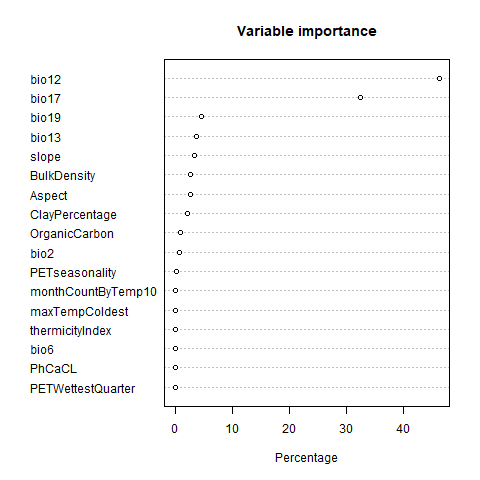 Variable importance
bio12
bio17
bio19
bio13
slope
BulkDensity
Aspect
ClayPercentage
OrganicCarbon
bio2
PETseasonality
monthCountByTemp10
maxTempColdest
thermicityIndex
bio6
PhCaCL
PETWettestQuarter
0 10 20 30 40
Percentage